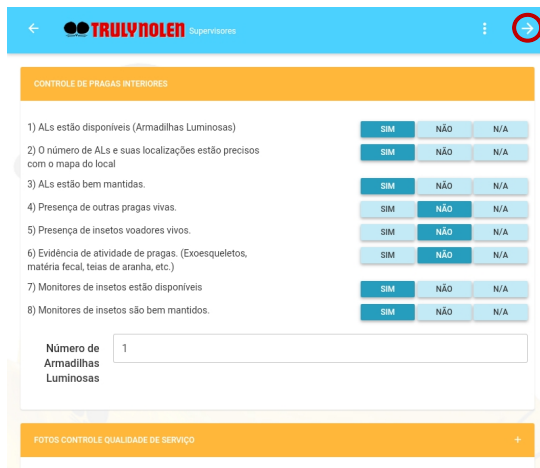 TRULY NOLEN Supervisores
CONTROLE DE PRAGAS INTERIORES
1) ALs estão disponíveis (Armadilhas Luminosas) SIM NÃO N/A
2) O número de ALs e suas localizações estão precisos SIM NÃO N/A
com o mapa do local
3) ALs estão bem mantidas. SIM NÃO N/A
4) Presença de outras pragas vivas. SIM NÃO N/A
5) Presença de insetos voadores vivos. SIM NÃO N/A
6) Evidência de atividade de pragas. (Exoesqueletos, SIM NÃO N/A
matéria fecal, teias de aranha, etc.)
7) Monitores de insetos estão disponíveis SIM NÃO N/A
8) Monitores de insetos são bem mantidos. SIM NÃO N/A
Número de 1
Armadilhas
Luminosas
FOTOS CONTROLE QUALIDADE DE SERVIÇO +